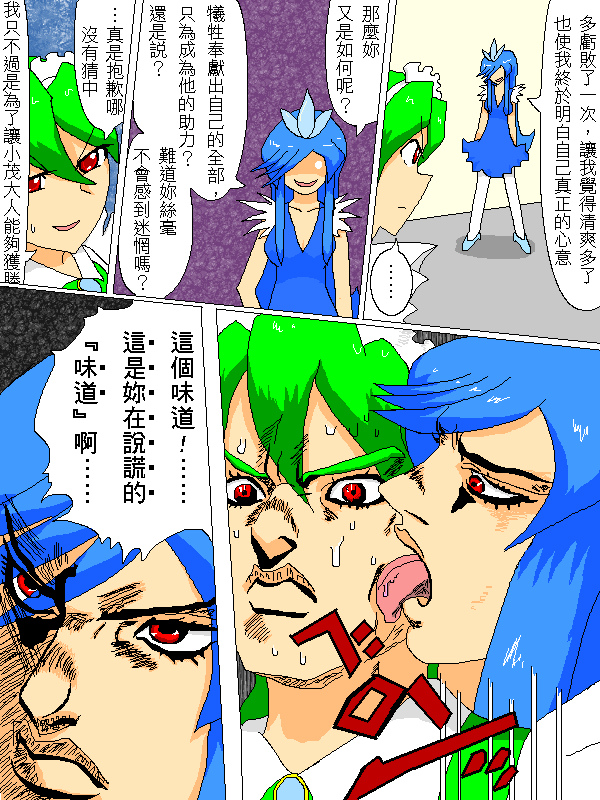 多虧敗了一次，讓我覺得清爽多了
也使我終於明白自己真正的心意
……
那麼妳
又是如何呢？
犧牲奉獻出自己的全部，
只為成為他的助力？
還是說？
難道妳絲毫
不會感到迷惘嗎？
…真是抱歉哪
沒有猜中
我只不過是為了讓小茂大人能夠獲勝
這個味道！……
這是妳在說謊的
『味道』啊……
ベロンッ